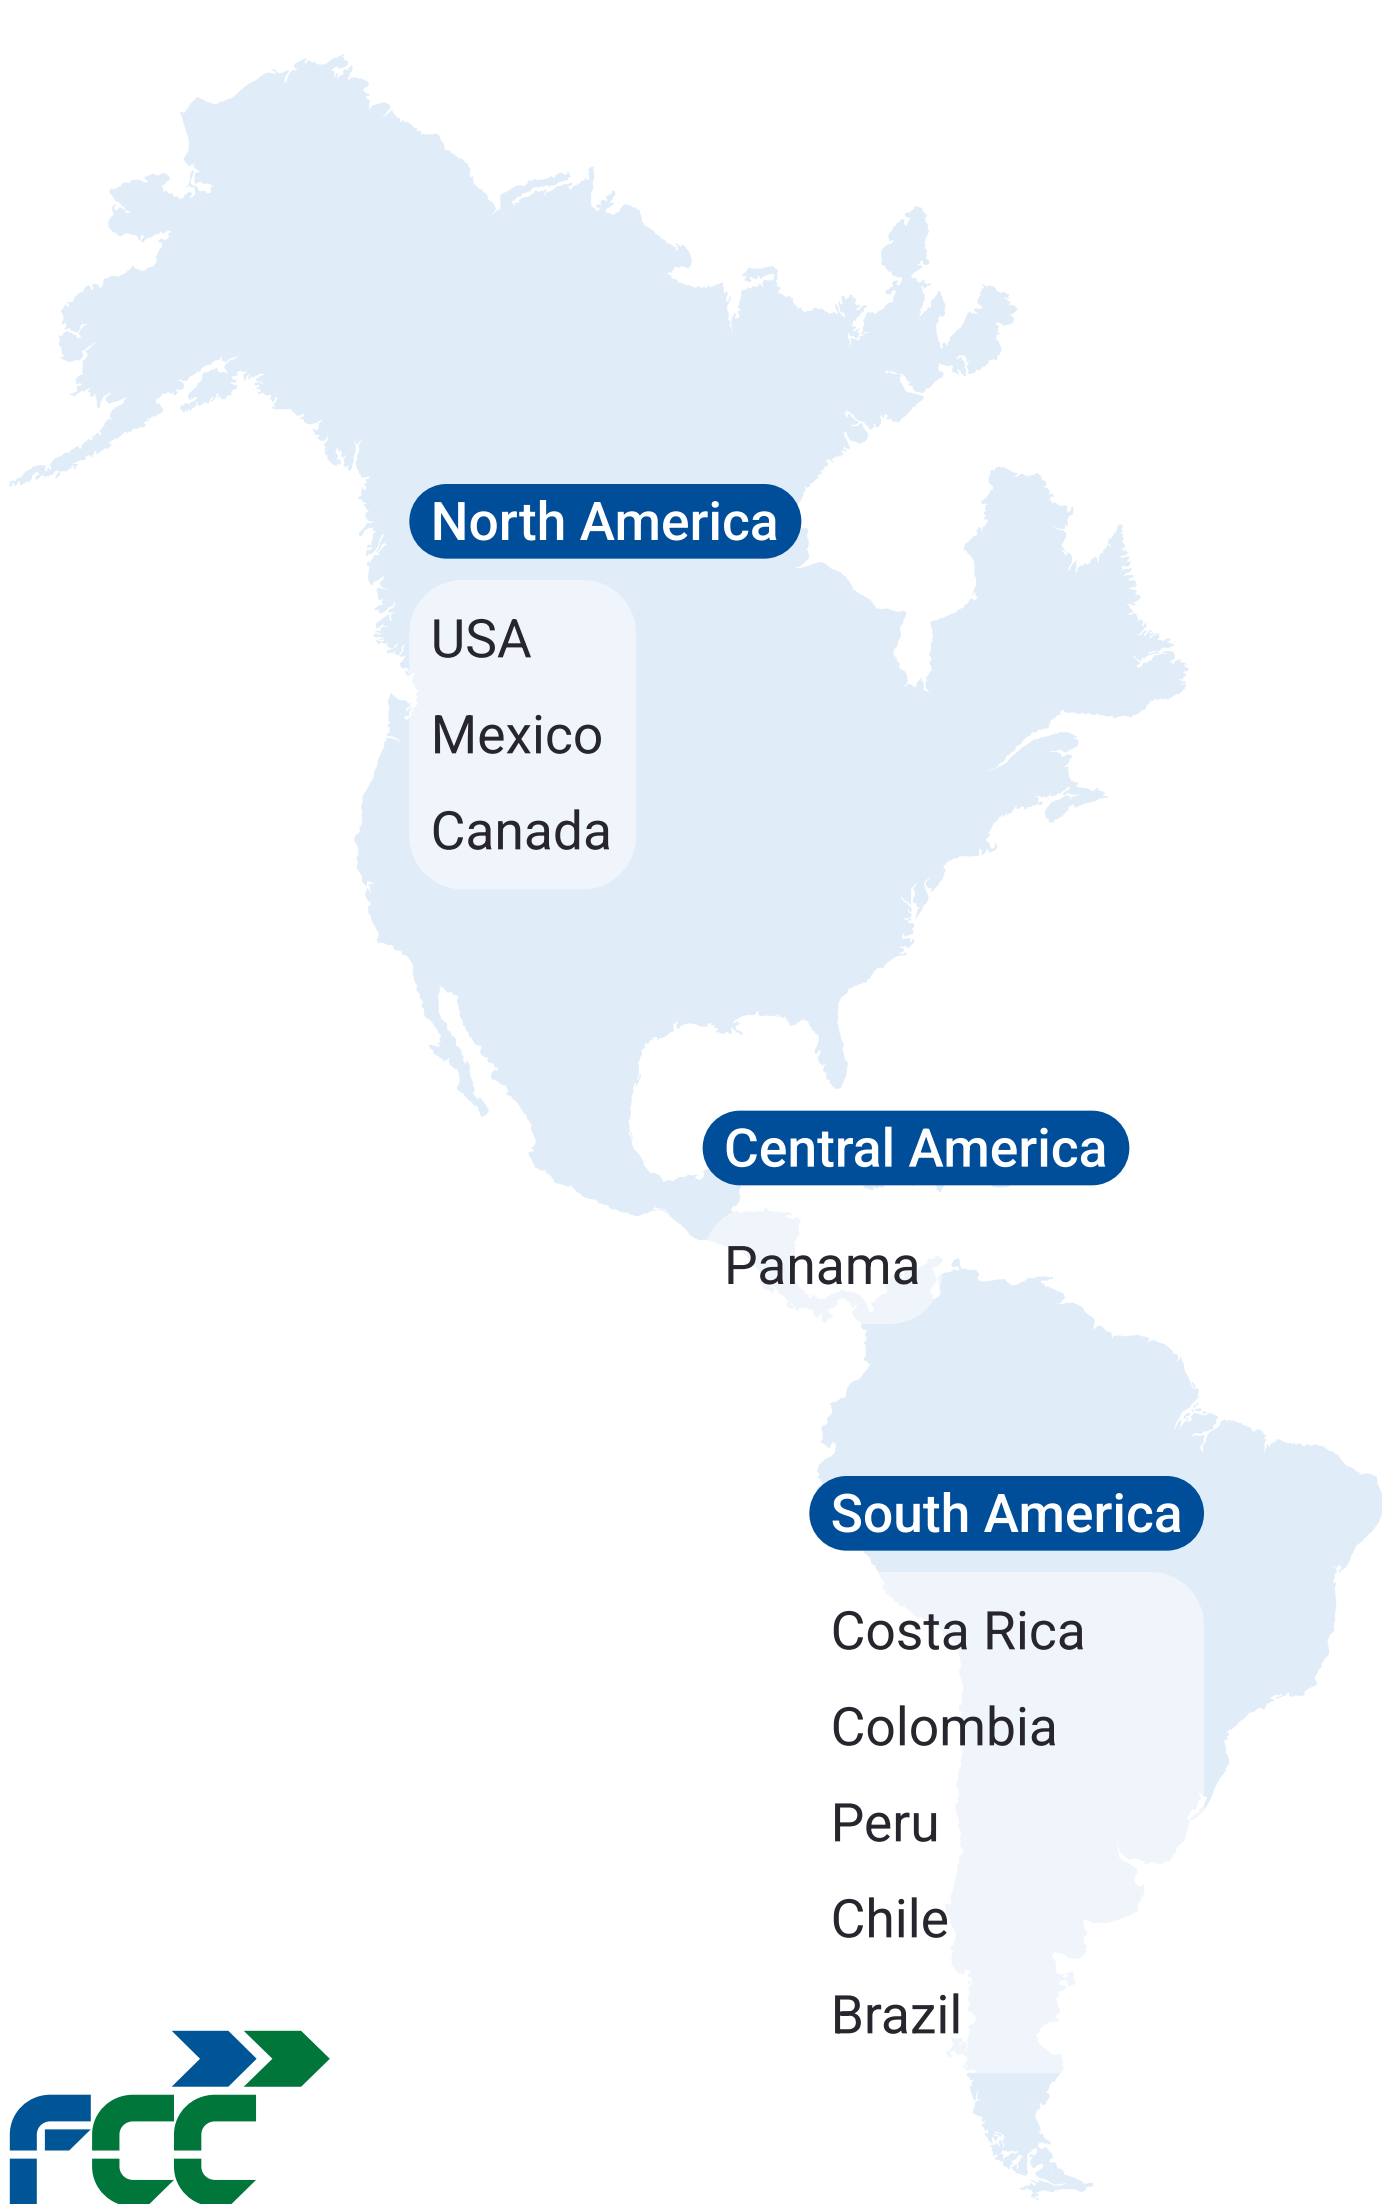 North America
USA
Mexico
Canada
Central America
Panama
South America
Costa Rica
Colombia
Peru
Chile
Brazil
FCC